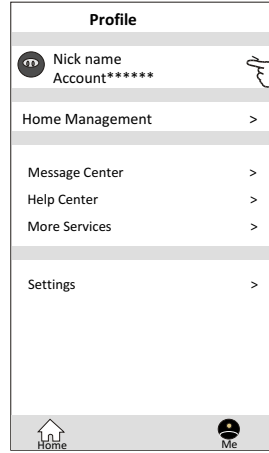 Profile
Nick name
Account******
Home Management >
Message Center >
Help Center >
More Services >
Settings >
Home Me